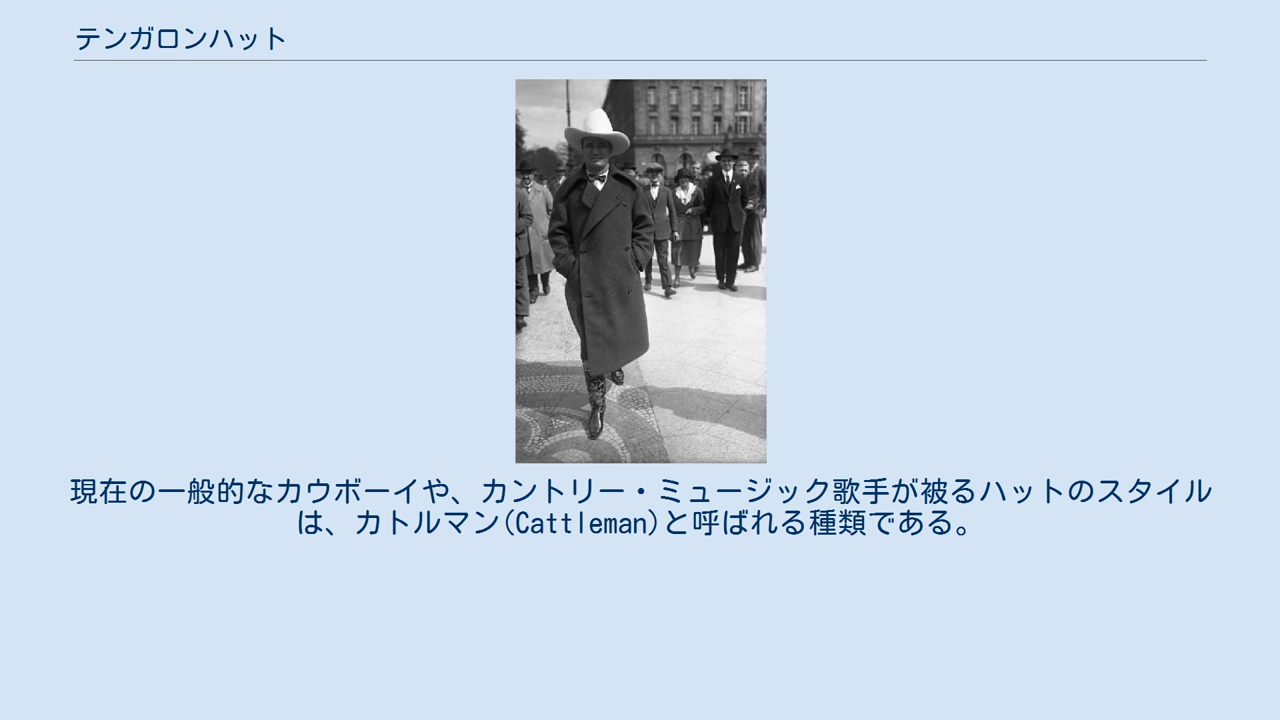 テンガロンハット
現在の一般的なカウボーイや、カントリー・ミュージック歌手が被るハットのスタイル
は、カトルマン(Cattleman)と呼ばれる種類である。